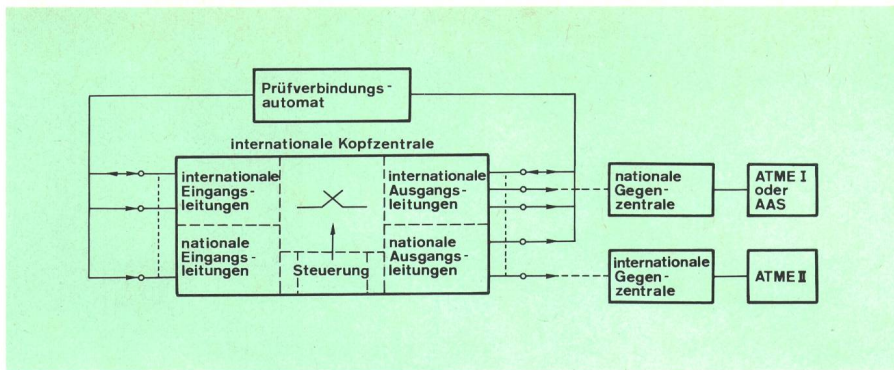 Prüfverbindungs-
automat
internationale Kopfzentrale
internationale
Eingangs-
leitungen
nationale
Eingangs-
leitungen
Steuerung
internationale
Ausgangs-
leitungen
nationale
Ausgangs-
leitungen
nationale
Gegen-
zentrale
ATME I
oder
AAS
internationale
Gegen-
zentrale
ATME II